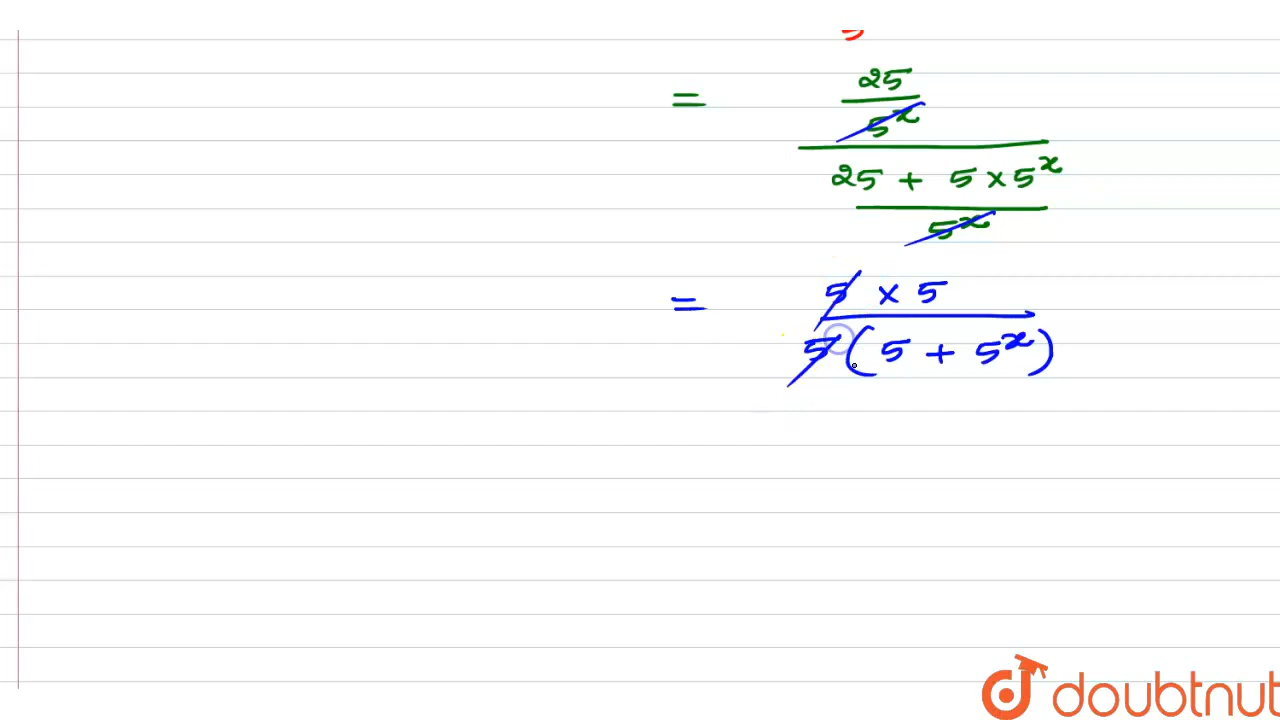 25
= 5^x
25 + 5 × 5^x
5^x
= 5 × 5
5 ( 5 + 5^x )
doubtnut